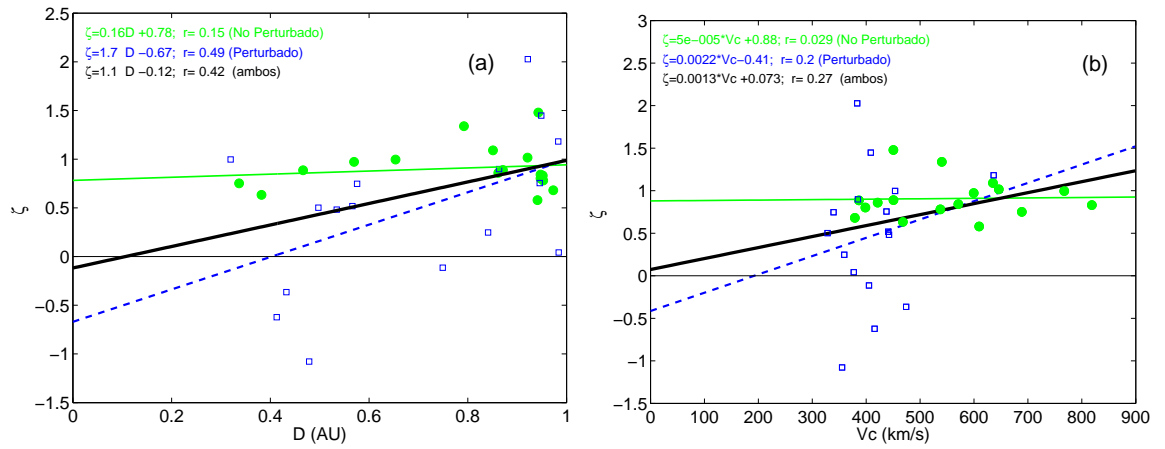 ζ=0.16D +0.78; r= 0.15 (No Perturbado)
ζ=1.7 D −0.67; r= 0.49 (Perturbado)
ζ=1.1 D −0.12; r= 0.42 (ambos)
(a)
2.5
2
1.5
1
0.5
0
−0.5
−1
−1.5
ζ
0 0.2 0.4 0.6 0.8 1
D (AU)
ζ=5e−005*Vc +0.88; r= 0.029 (No Perturbado)
ζ=0.0022*Vc−0.41; r= 0.2 (Perturbado)
ζ=0.0013*Vc +0.073; r= 0.27 (ambos)
(b)
3
2.5
2
1.5
1
0.5
0
−0.5
−1
−1.5
ζ
0 100 200 300 400 500 600 700 800 900
Vc (km/s)